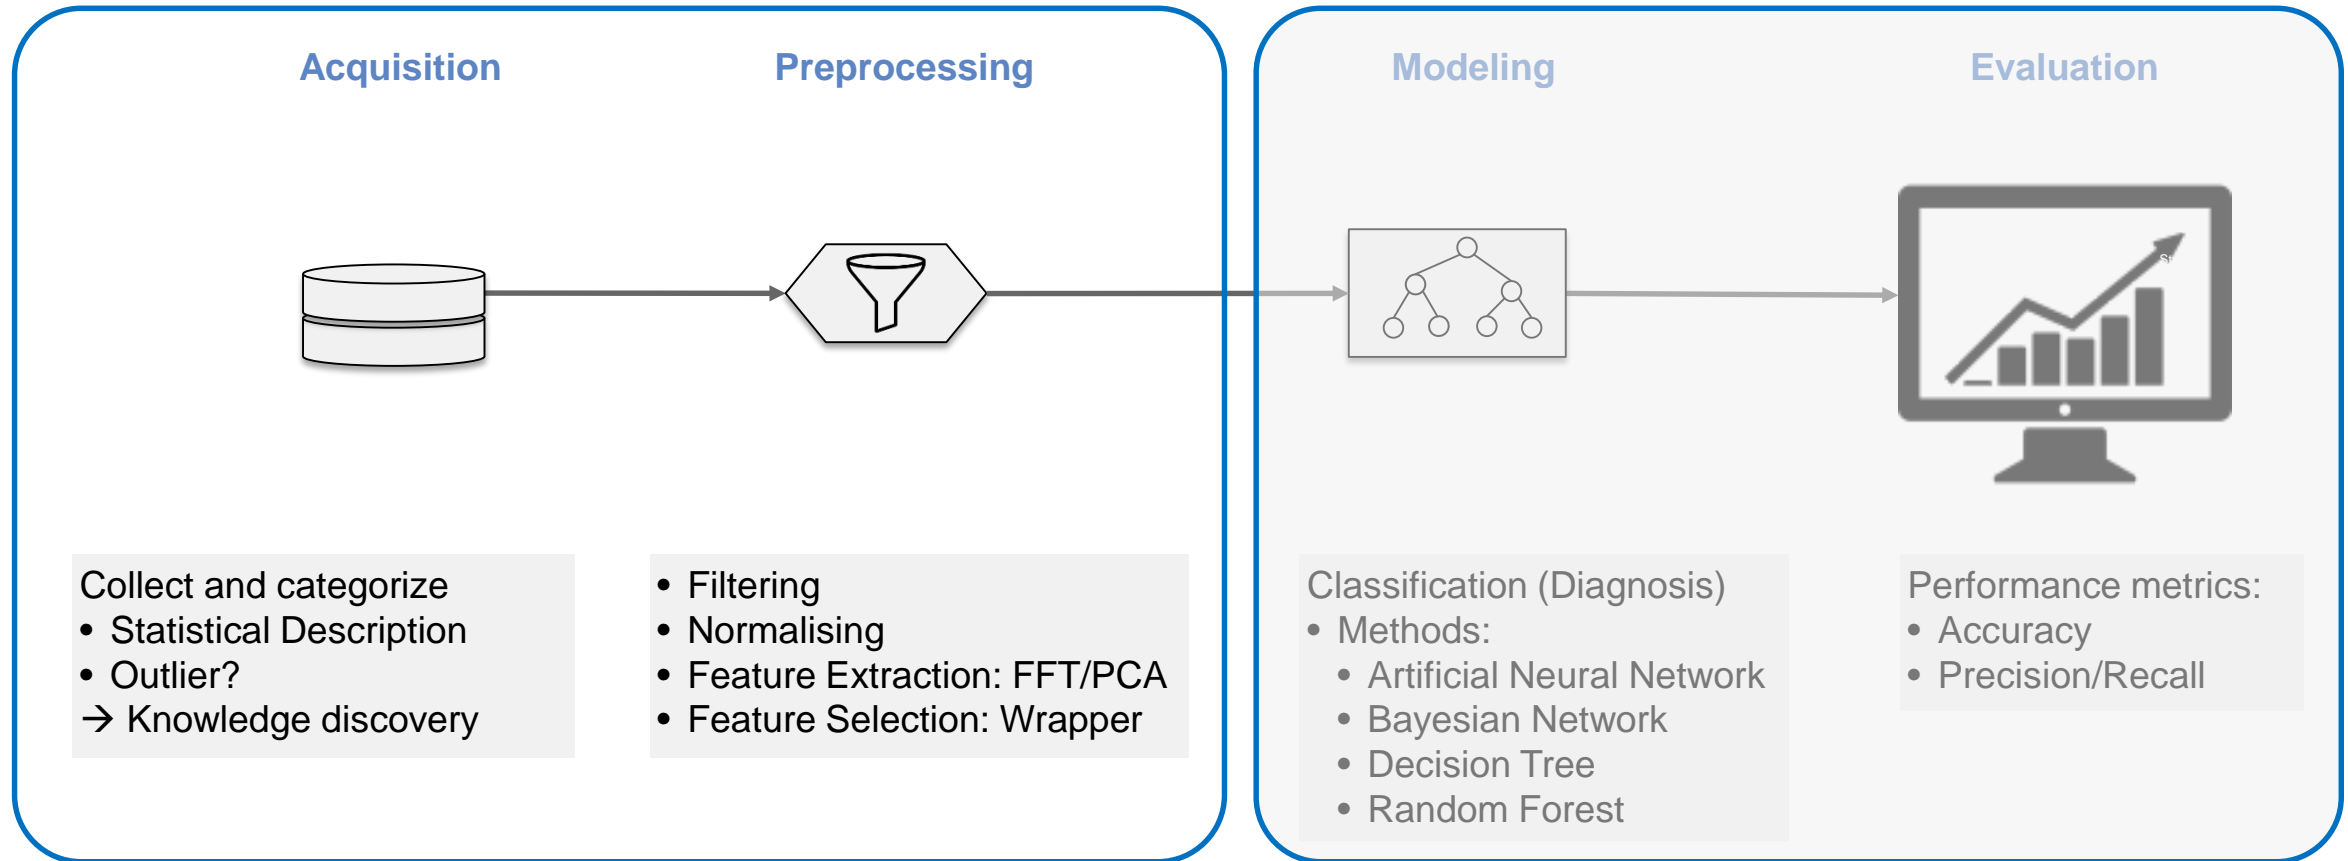 Acquisition
Preprocessing
Modeling
Evaluation
Collect and categorize
• Statistical Description
• Outlier?
→ Knowledge discovery
• Filtering
• Normalising
• Feature Extraction: FFT/PCA
• Feature Selection: Wrapper
Classification (Diagnosis)
• Methods:
• Artificial Neural Network
• Bayesian Network
• Decision Tree
• Random Forest
Performance metrics:
• Accuracy
• Precision/Recall